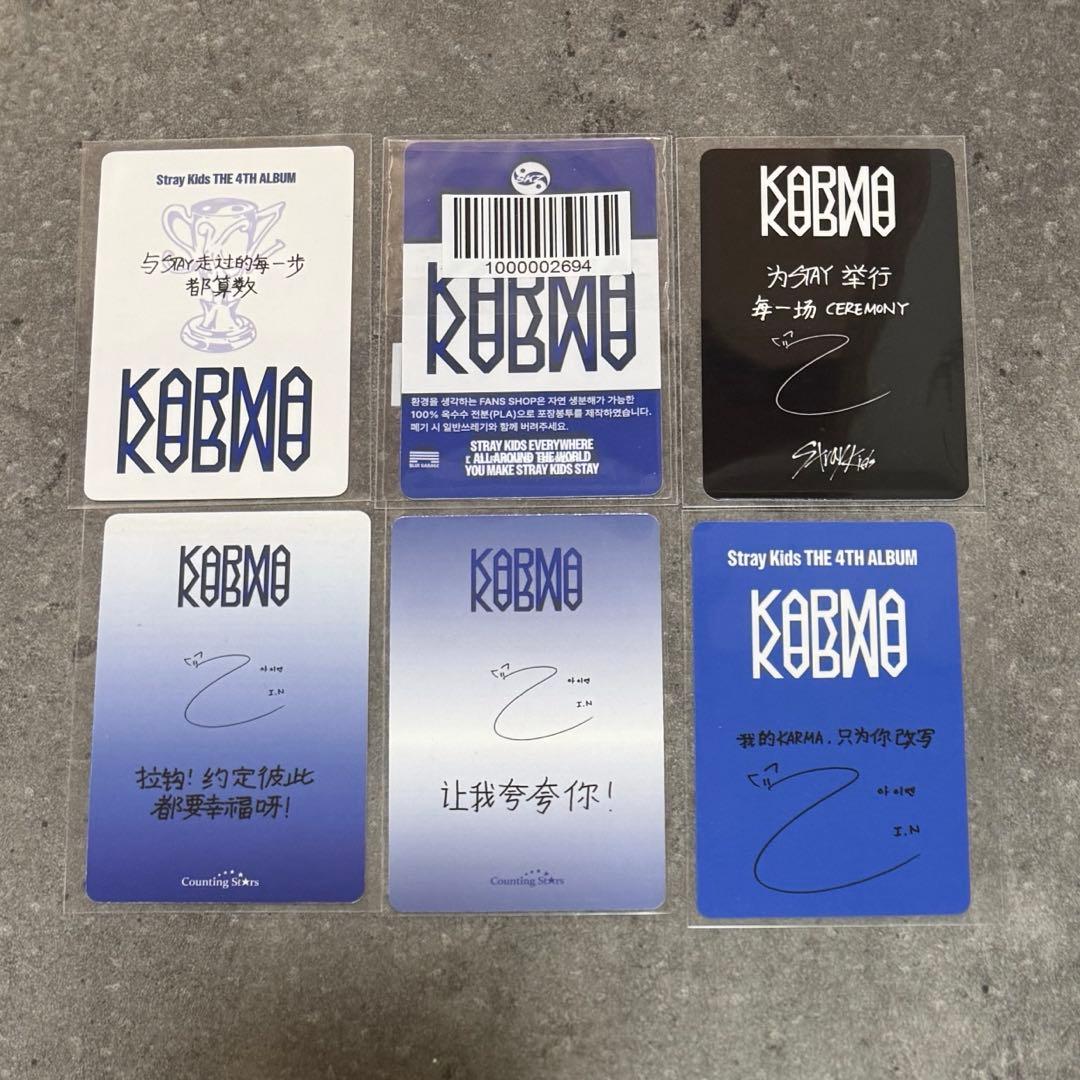 Stray Kids THE 4TH ALBUM
与STAY走过的每一步
都算数
KARMA
SKZ
1000002694
KARMA
환경을 생각하는 FANS SHOP은 자연 생분해가 가능한
100% 옥수수 전분(PLA)으로 포장봉투를 제작하였습니다.
폐기 시 일반쓰레기와 함께 버려주세요.
BLUE GARAGE
STRAY KIDS EVERYWHERE
ALL AROUND THE WORLD
YOU MAKE STRAY KIDS STAY
KARMA
为STAY 举行
每一场 CEREMONY
Stray Kids
KARMA
아이엔
I.N
拉钩！约定彼此
都要幸福呀！
Counting Stars
KARMA
아이엔
I.N
让我夸夸你！
Counting Stars
Stray Kids THE 4TH ALBUM
KARMA
我的KARMA，只为你改写
아이엔
I.N